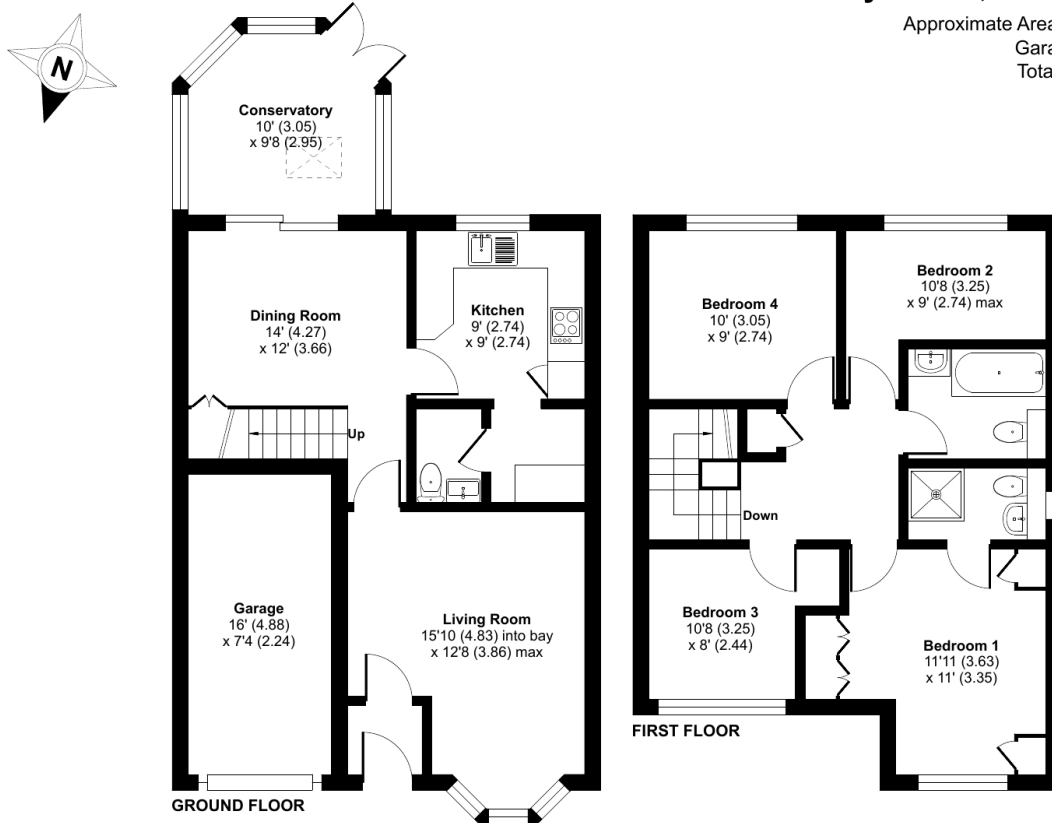 Approximate Area
Gara
Tota
N
Conservatory
10' (3.05)
x 9'8 (2.95)
Dining Room
14' (4.27)
x 12' (3.66)
Kitchen
9' (2.74)
x 9' (2.74)
Up
Garage
16' (4.88)
x 7'4 (2.24)
Living Room
15'10 (4.83) into bay
x 12'8 (3.86) max
GROUND FLOOR
Bedroom 4
10' (3.05)
x 9' (2.74)
Bedroom 2
10'8 (3.25)
x 9' (2.74) max
Down
Bedroom 3
10'8 (3.25)
x 8' (2.44)
Bedroom 1
11'11 (3.63)
x 11' (3.35)
FIRST FLOOR